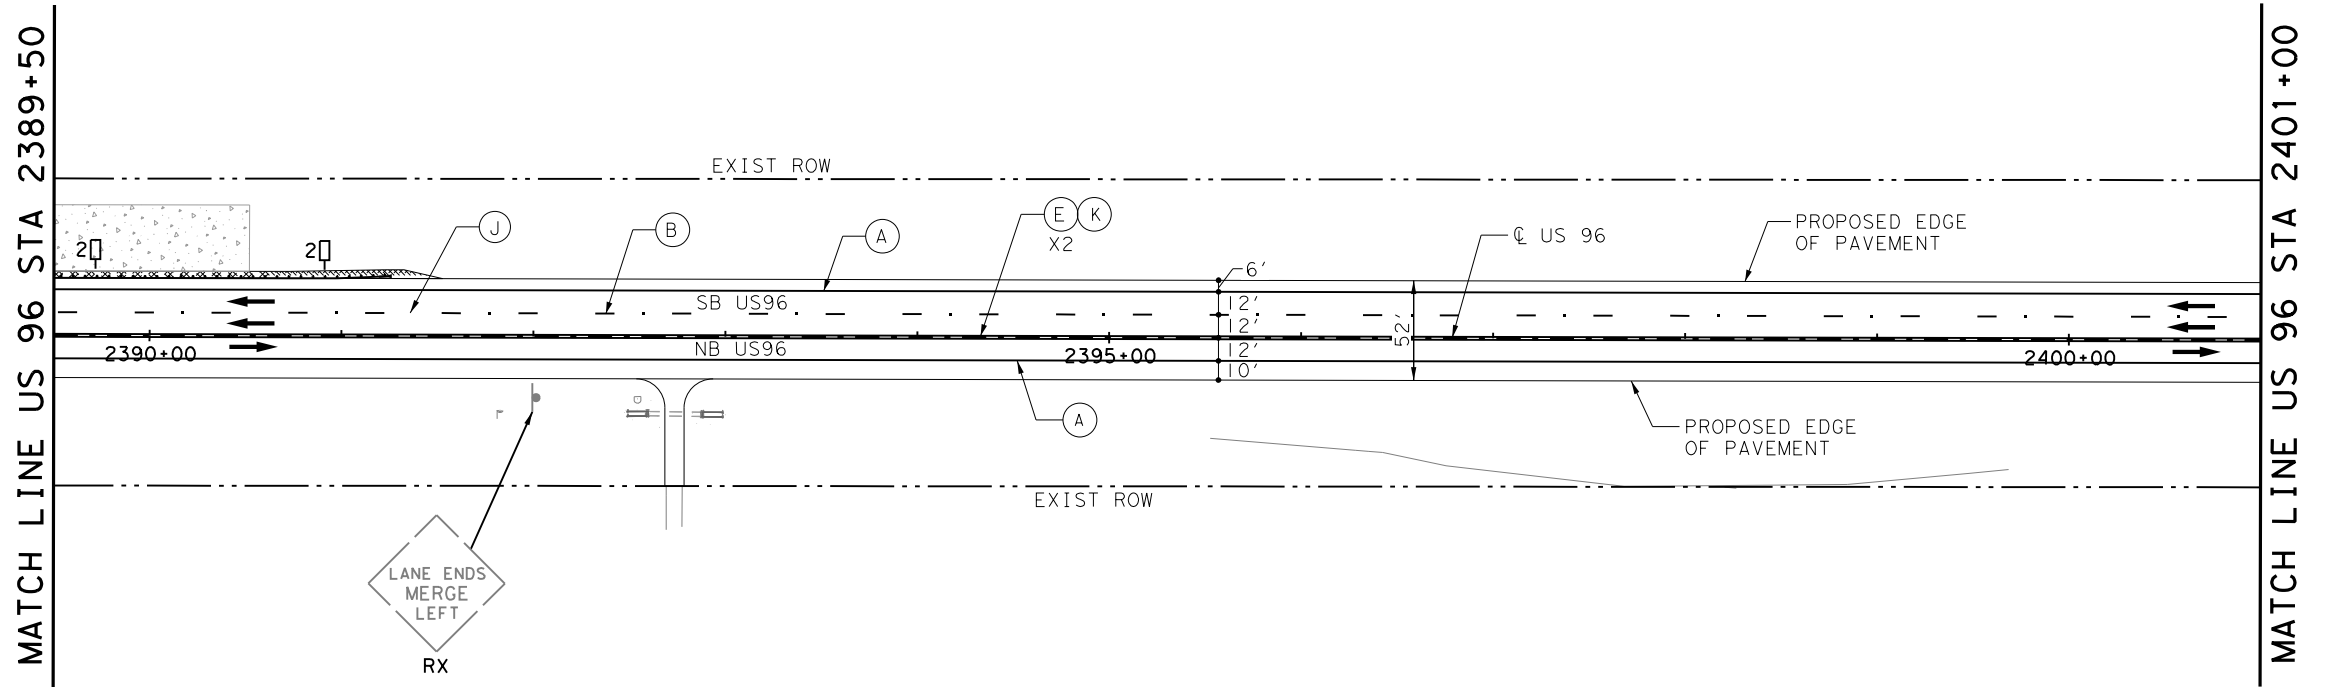 MATCH LINE US 96 STA 2389+50
EXIST ROW
2
2
J
B
A
E K
X2
℄ US 96
PROPOSED EDGE
OF PAVEMENT
6'
SB US96
12'
12'
52'
2390+00
NB US96
2395+00
12'
10'
2400+00
A
PROPOSED EDGE
OF PAVEMENT
EXIST ROW
LANE ENDS
MERGE
LEFT
RX
MATCH LINE US 96 STA 2401+00